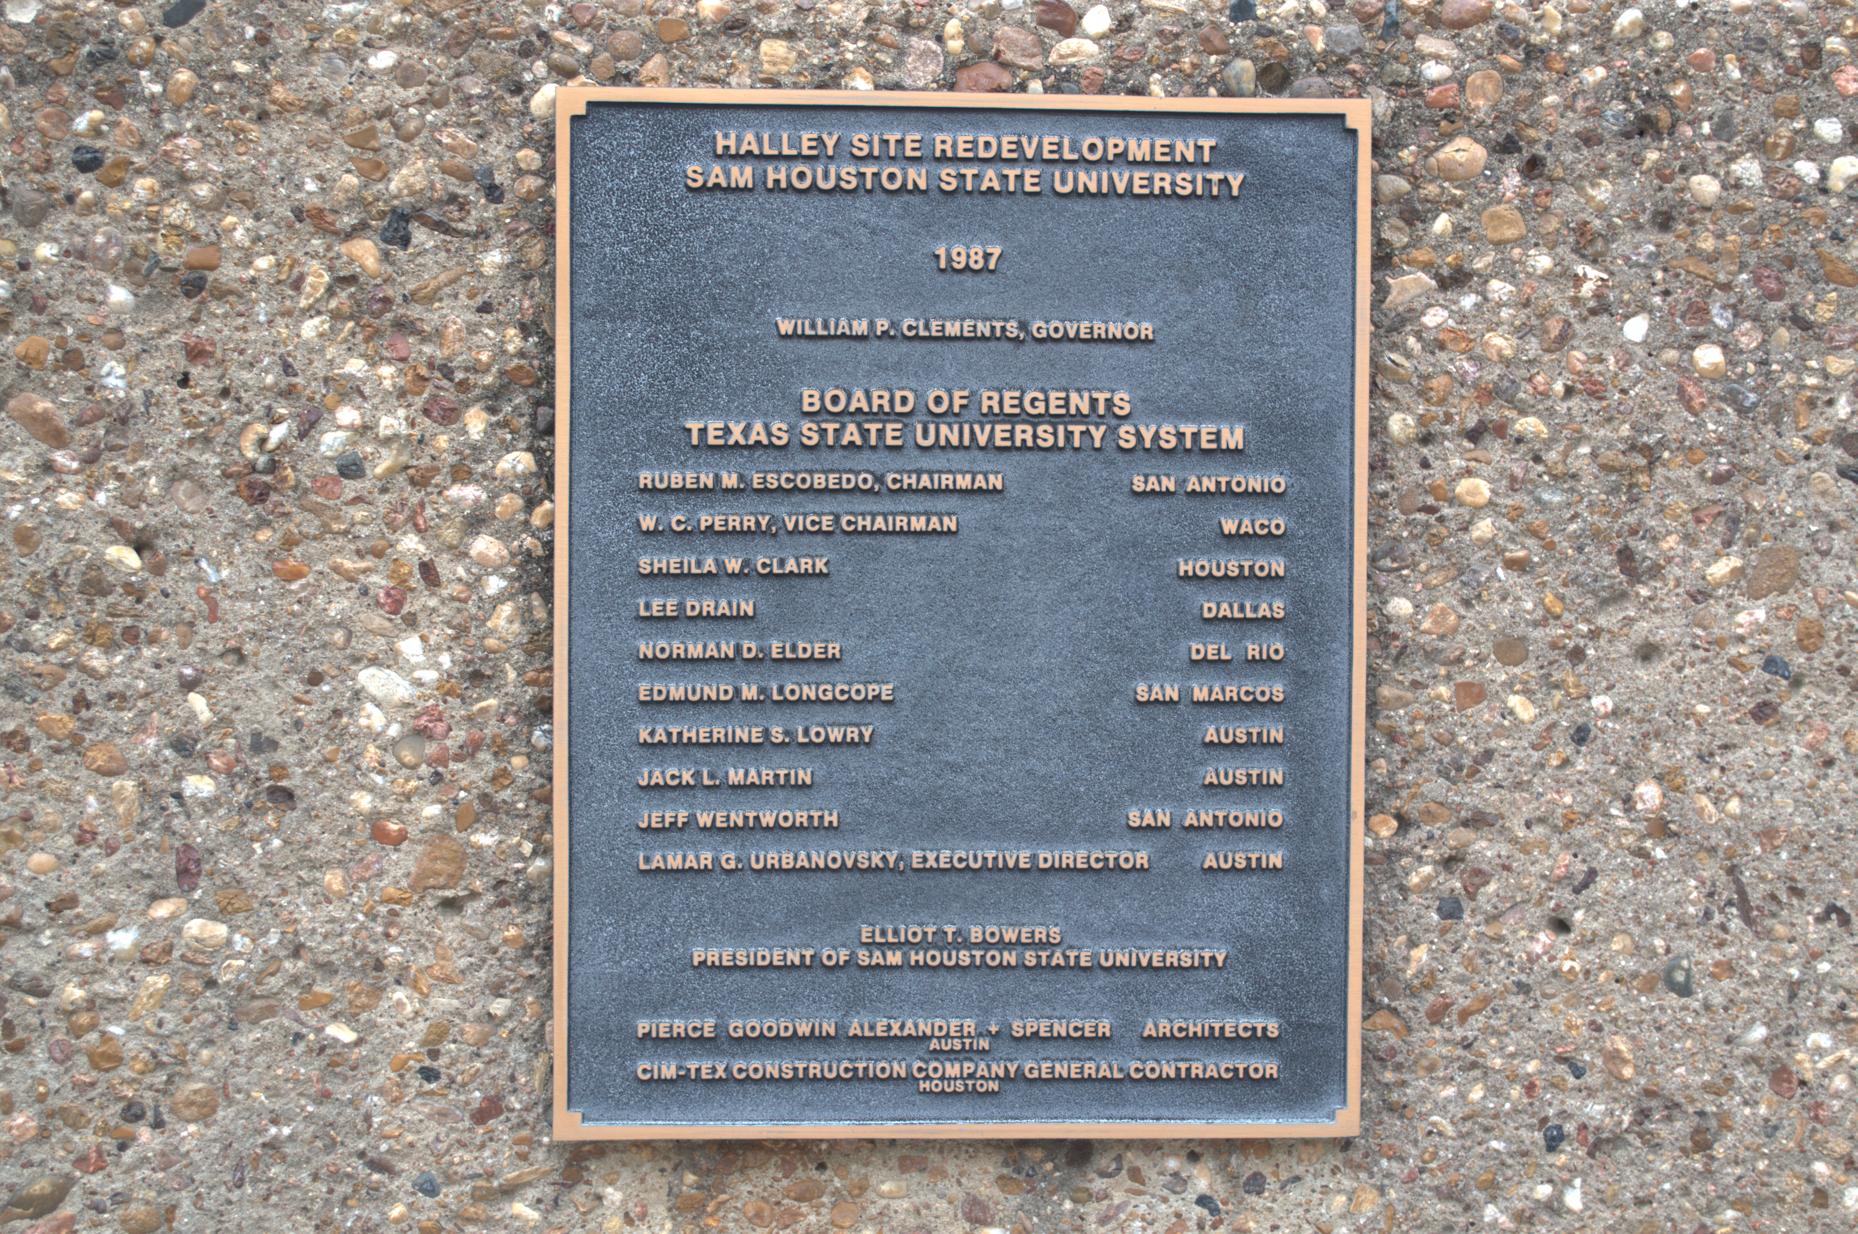 HALLEY SITE REDEVELOPMENT
SAM HOUSTON STATE UNIVERSITY
1987
WILLIAM P. CLEMENTS, GOVERNOR
BOARD OF REGENTS
TEXAS STATE UNIVERSITY SYSTEM
RUBEN M. ESCOBEDO, CHAIRMAN SAN ANTONIO
W. C. PERRY, VICE CHAIRMAN WACO
SHEILA W. CLARK HOUSTON
LEE DRAIN DALLAS
NORMAN D. ELDER DEL RIO
EDMUND M. LONGCOPE SAN MARCOS
KATHERINE S. LOWRY AUSTIN
JACK L. MARTIN AUSTIN
JEFF WENTWORTH SAN ANTONIO
LAMAR G. URBANOVSKY, EXECUTIVE DIRECTOR AUSTIN
ELLIOT T. BOWERS
PRESIDENT OF SAM HOUSTON STATE UNIVERSITY
PIERCE GOODWIN ALEXANDER + SPENCER ARCHITECTS
AUSTIN
CIM-TEX CONSTRUCTION COMPANY GENERAL CONTRACTOR
HOUSTON